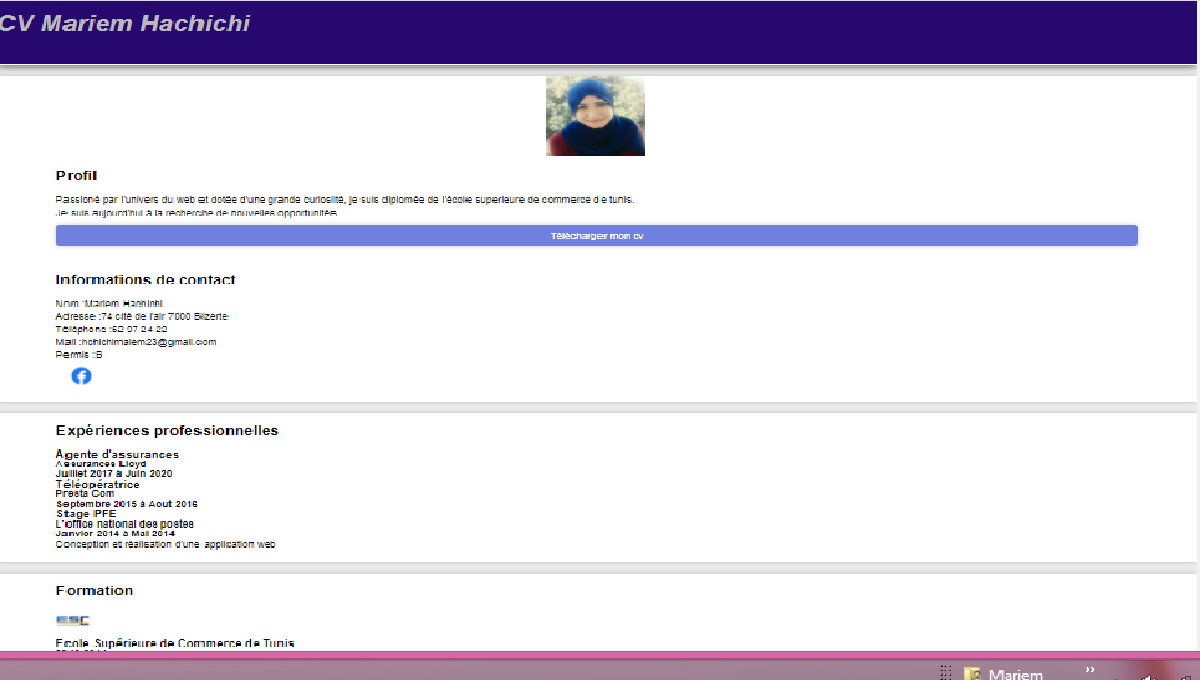 CV Mariem Hachichi
Profil
Passioné par l'univers du web et dotée d'une grande curiosité, je suis diplomée de l'école superieure de commerce de tunis.
Je suis aujourd'hui à la recherche de nouvelles opportunités
Télécharger mon cv
Informations de contact
Nom :Mariem Hachichi
Adresse :74 cité de l'air 7000 Bizerte
Téléphone :52 97 24 22
Mail :hchichimaiem23@gmail.com
Permis :B
Expériences professionnelles
Agente d'assurances
Assurances Lloyd
Juilllet 2017 à Juin 2020
Téléopératrice
Presta Com
Septembre 2015 à Aout 2016
Stage PFE
L'office national des postes
Janvier 2014 à Mai 2014
Conception et réalisation d'une application web
Formation
ESC
Ecole Supérieure de Commerce de Tunis
Mariem